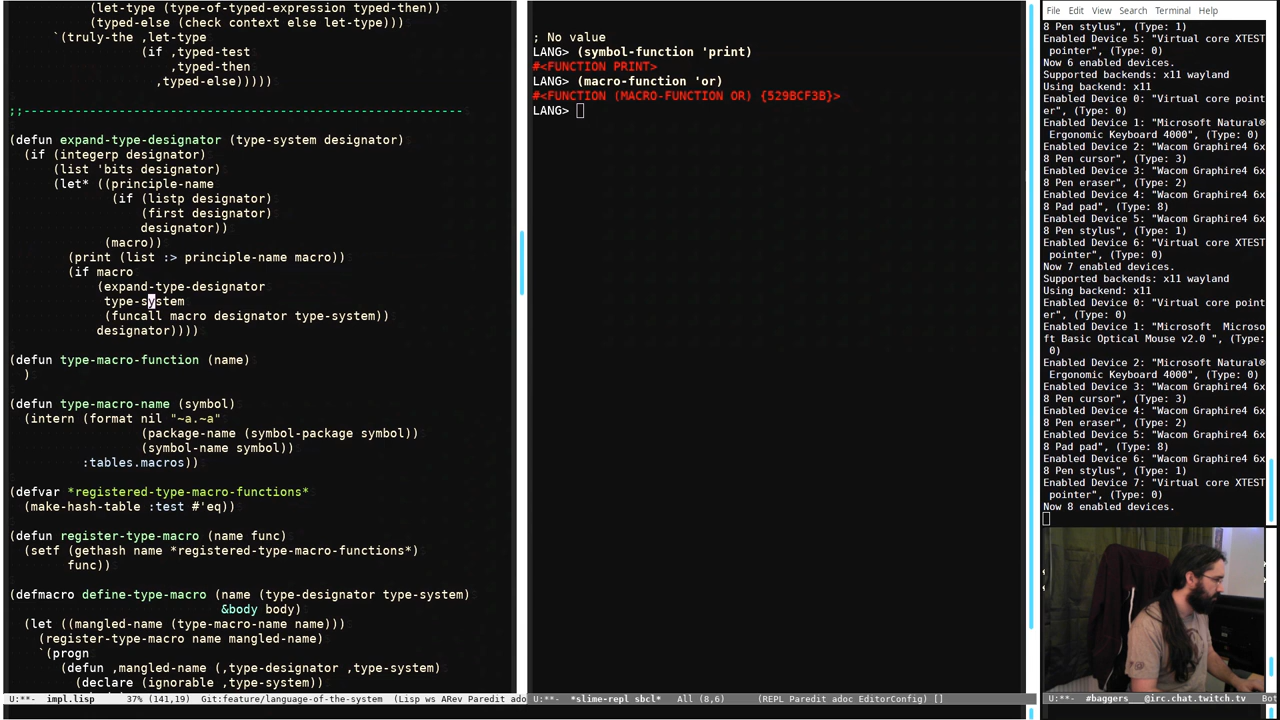 (let-type (type-of-typed-expression typed-then))
(typed-else (check context else let-type)))
`(truly-the ,let-type
(if ,typed-test
,typed-then
,typed-else)))))
;;------------------------------------------------------------
(defun expand-type-designator (type-system designator)
(if (integerp designator)
(list 'bits designator)
(let* ((principle-name
(if (listp designator)
(first designator)
designator))
(macro))
(print (list :> principle-name macro))
(if macro
(expand-type-designator
type-system
(funcall macro designator type-system))
designator))))
(defun type-macro-function (name)
)
(defun type-macro-name (symbol)
(intern (format nil "~a.~a"
(package-name (symbol-package symbol))
(symbol-name symbol))
:tables.macros))
(defvar *registered-type-macro-functions*
(make-hash-table :test #'eq))
(defun register-type-macro (name func)
(setf (gethash name *registered-type-macro-functions*)
func))
(defmacro define-type-macro (name (type-designator type-system)
&body body)
(let ((mangled-name (type-macro-name name)))
(register-type-macro name mangled-name)
`(progn
(defun ,mangled-name (,type-designator ,type-system)
(declare (ignorable ,type-system))
U:**- impl.lisp 37% (141,19) Git:feature/language-of-the-system (Lisp ws ARev Paredit ado
; No value
LANG> (symbol-function 'print)
#<FUNCTION PRINT>
LANG> (macro-function 'or)
#<FUNCTION (MACRO-FUNCTION OR) {529BCF3B}>
LANG>
U:**- *slime-repl sbcl* All (8,6) (REPL Paredit adoc EditorConfig) []
File Edit View Search Terminal Help
8 Pen stylus", (Type: 1)
Enabled Device 5: "Virtual core XTEST
pointer", (Type: 0)
Now 6 enabled devices.
Supported backends: x11 wayland
Using backend: x11
Enabled Device 0: "Virtual core point
er", (Type: 0)
Enabled Device 1: "Microsoft Natural®
Ergonomic Keyboard 4000", (Type: 0)
Enabled Device 2: "Wacom Graphire4 6x
8 Pen cursor", (Type: 3)
Enabled Device 3: "Wacom Graphire4 6x
8 Pen eraser", (Type: 2)
Enabled Device 4: "Wacom Graphire4 6x
8 Pad pad", (Type: 8)
Enabled Device 5: "Wacom Graphire4 6x
8 Pen stylus", (Type: 1)
Enabled Device 6: "Virtual core XTEST
pointer", (Type: 0)
Now 7 enabled devices.
Supported backends: x11 wayland
Using backend: x11
Enabled Device 0: "Virtual core point
er", (Type: 0)
Enabled Device 1: "Microsoft  Microso
ft Basic Optical Mouse v2.0 ", (Type:
0)
Enabled Device 2: "Microsoft Natural®
Ergonomic Keyboard 4000", (Type: 0)
Enabled Device 3: "Wacom Graphire4 6x
8 Pen cursor", (Type: 3)
Enabled Device 4: "Wacom Graphire4 6x
8 Pen eraser", (Type: 2)
Enabled Device 5: "Wacom Graphire4 6x
8 Pad pad", (Type: 8)
Enabled Device 6: "Wacom Graphire4 6x
8 Pen stylus", (Type: 1)
Enabled Device 7: "Virtual core XTEST
pointer", (Type: 0)
Now 8 enabled devices.
U:**- #baggers___@irc.chat.twitch.tv Bot